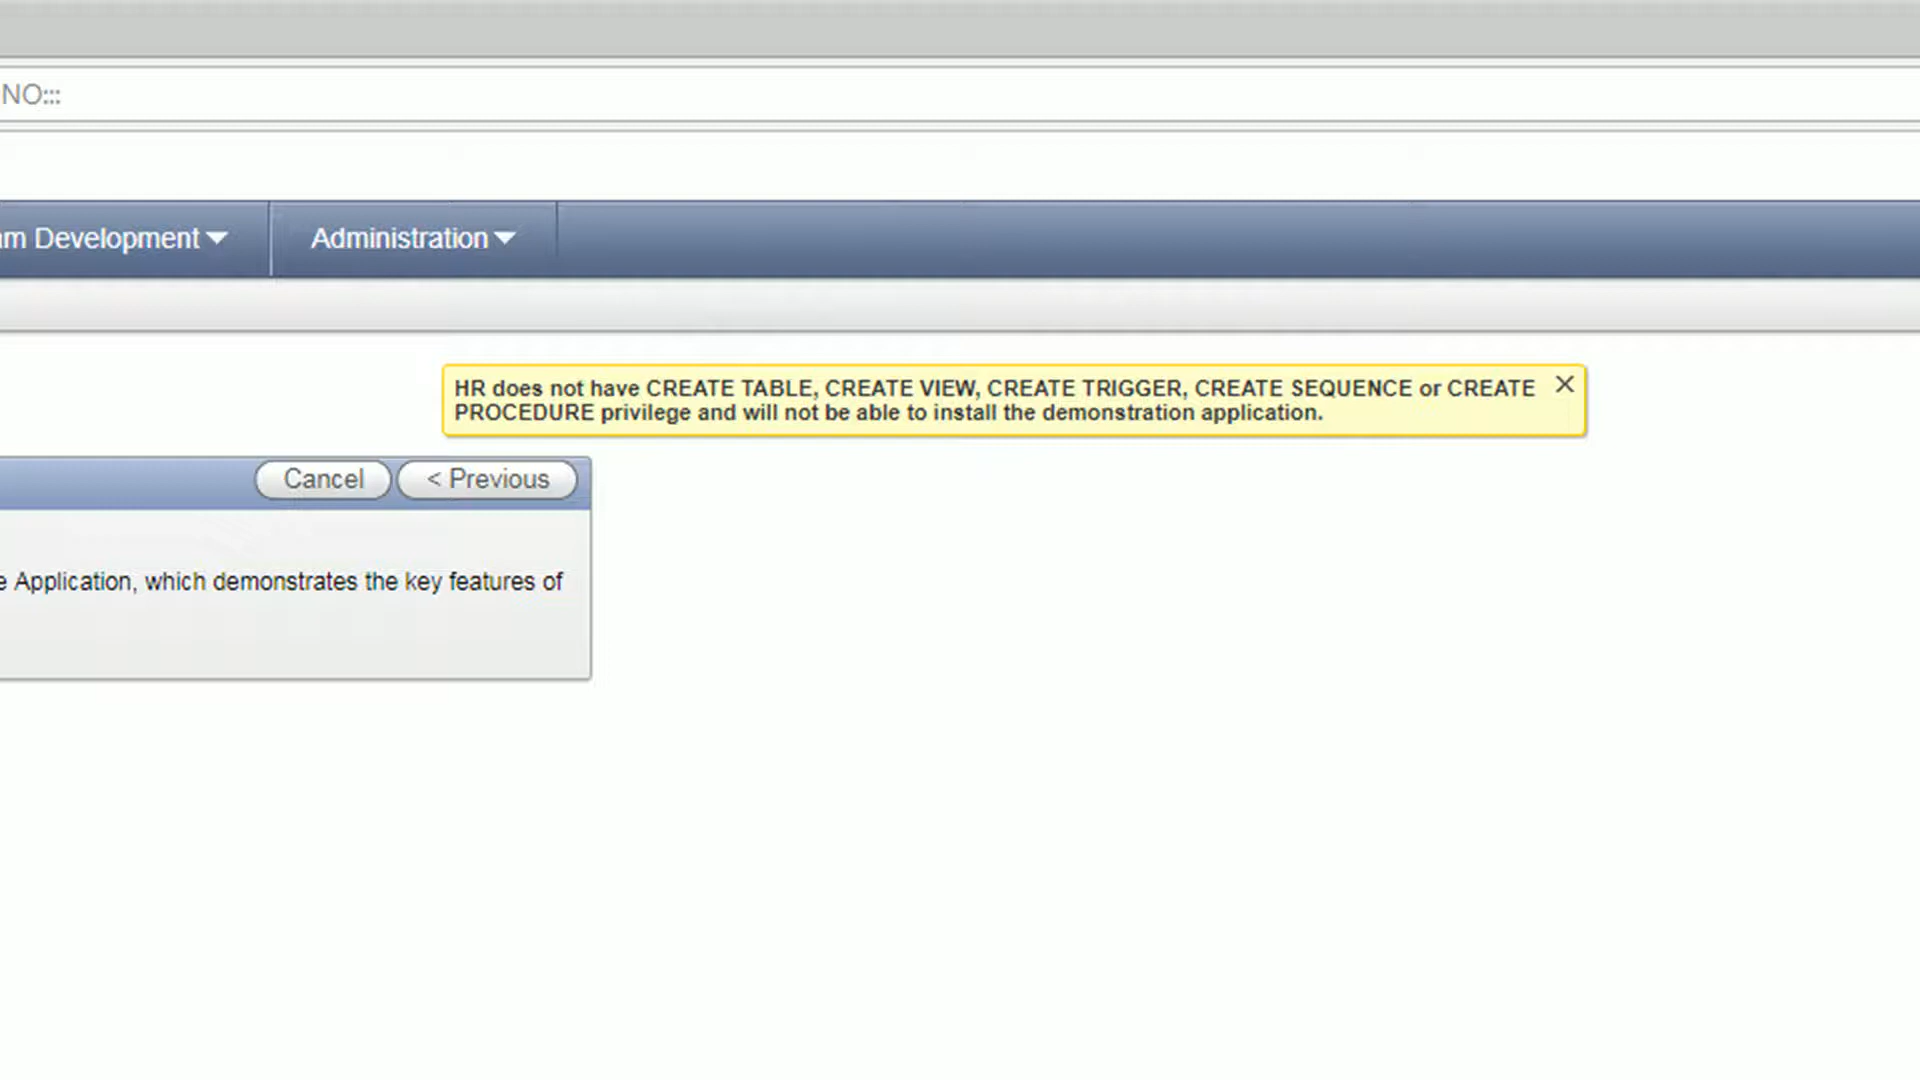 NO:::
Development
Administration
HR does not have CREATE TABLE, CREATE VIEW, CREATE TRIGGER, CREATE SEQUENCE or CREATE
PROCEDURE privilege and will not be able to install the demonstration application.
Cancel
< Previous
Application, which demonstrates the key features of